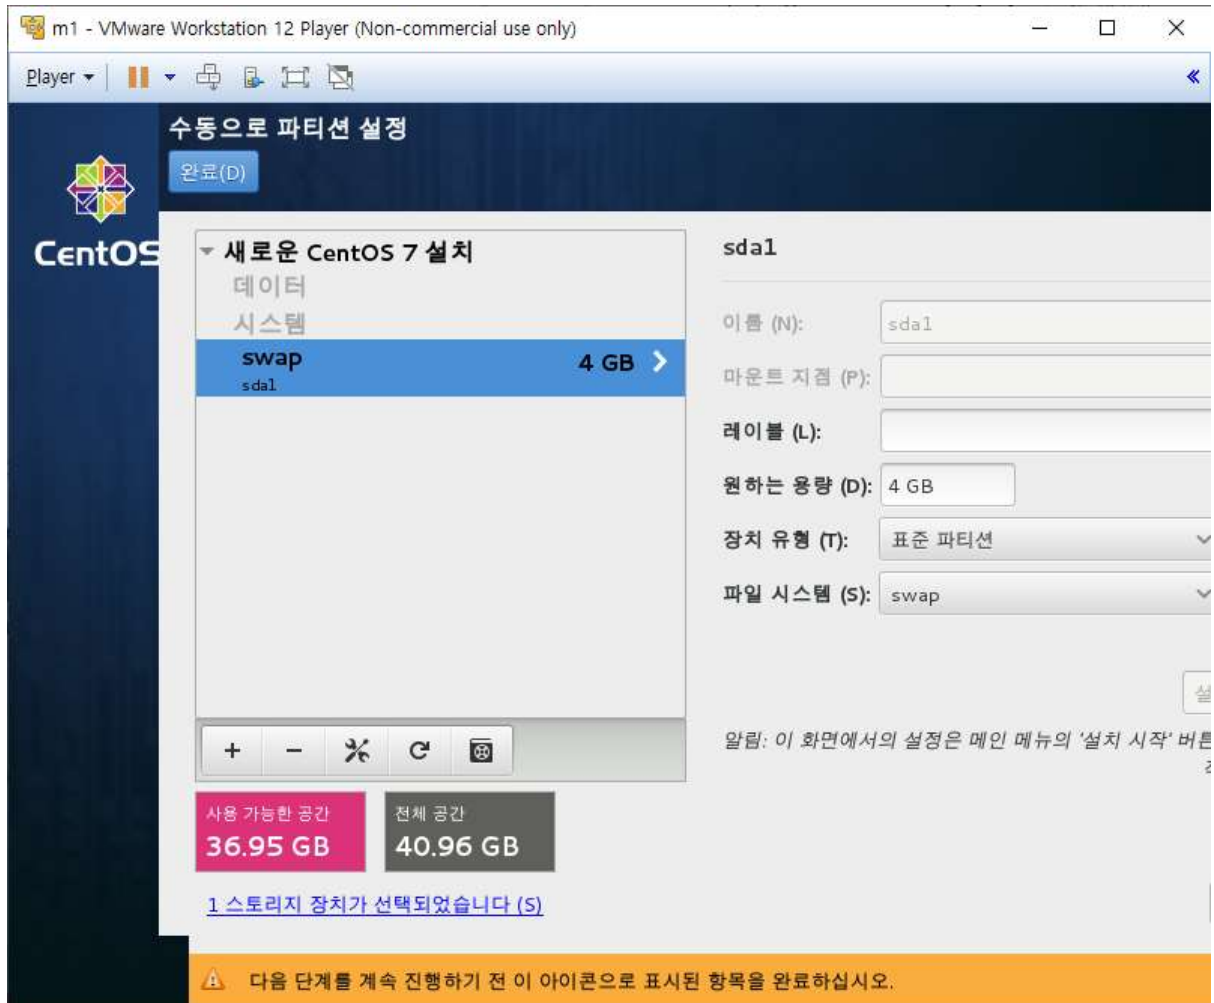 m1 - VMware Workstation 12 Player (Non-commercial use only)
Player
수동으로 파티션 설정
완료(D)
CentOS
새로운 CentOS 7 설치
데이터
시스템
swap 4 GB
sda1
sda1
이름 (N): sda1
마운트 지점 (P):
레이블 (L):
원하는 용량 (D): 4 GB
장치 유형 (T): 표준 파티션
파일 시스템 (S): swap
알림: 이 화면에서의 설정은 메인 메뉴의 '설치 시작' 버튼
사용 가능한 공간
36.95 GB
전체 공간
40.96 GB
1 스토리지 장치가 선택되었습니다 (S)
다음 단계를 계속 진행하기 전 이 아이콘으로 표시된 항목을 완료하십시오.